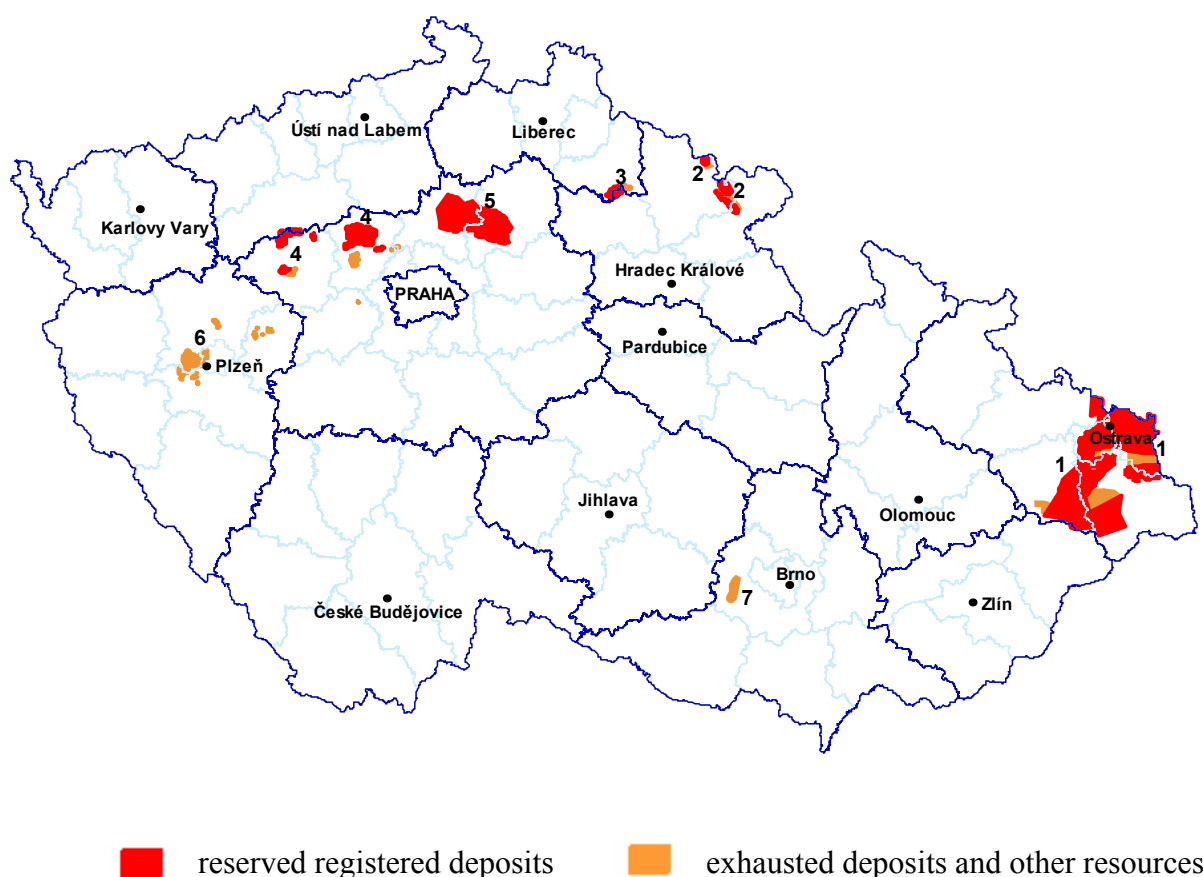 Ústí nad Labem
Liberec
2
3
2
5
Karlovy Vary
4
4
Hradec Králové
PRAHA
6
Pardubice
Plzeň
Ostrava
1
1
Jihlava
Olomouc
Brno
7
Zlín
České Budějovice
reserved registered deposits
exhausted deposits and other resources